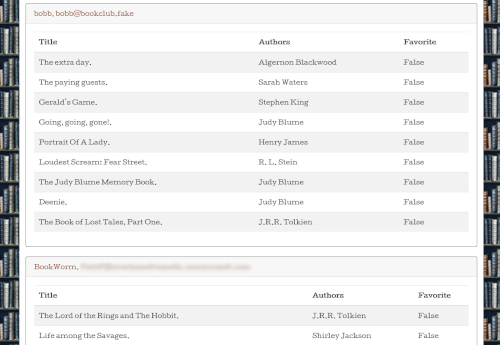 bobb, bobb@bookclub.fake
Title Authors Favorite
The extra day. Algernon Blackwood False
The paying guests. Sarah Waters False
Gerald's Game. Stephen King False
Going, going, gone!. Judy Blume False
Portrait Of A Lady. Henry James False
Loudest Scream: Fear Street. R. L. Stein False
The Judy Blume Memory Book. Judy Blume False
Deenie. Judy Blume False
The Book of Lost Tales, Part One. J.R.R. Tolkien False
BookWorm,
Title Authors Favorite
The Lord of the Rings and The Hobbit. J.R.R. Tolkien False
Life among the Savages. Shirley Jackson False